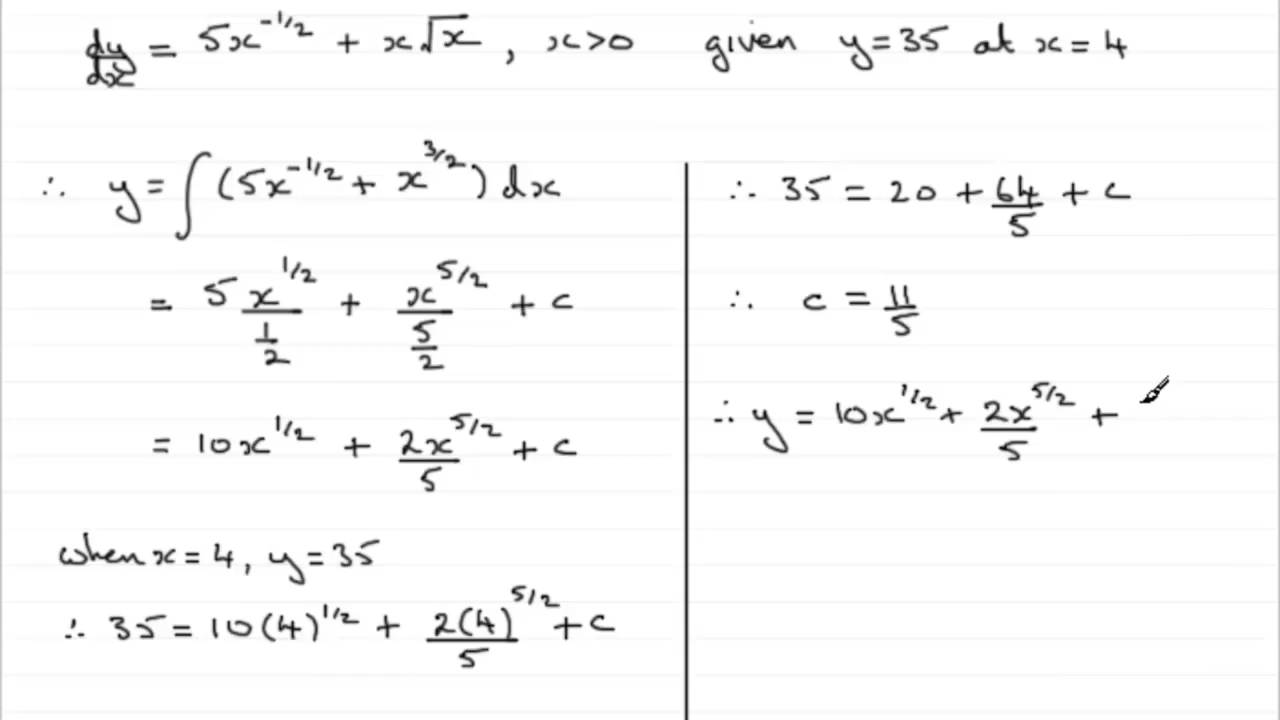 dy/dx = 5x^{-1/2} + x√x , x>0 given y=35 at x=4
∴ y = ∫(5x^{-1/2} + x^{3/2}) dx
= 5 x^{1/2}/(1/2) + x^{5/2}/(5/2) + c
= 10x^{1/2} + 2x^{5/2}/5 + c
when x=4, y=35
∴ 35 = 10(4)^{1/2} + 2(4)^{5/2}/5 + c
∴ 35 = 20 + 64/5 + c
∴ c = 11/5
∴ y = 10x^{1/2} + 2x^{5/2}/5 +